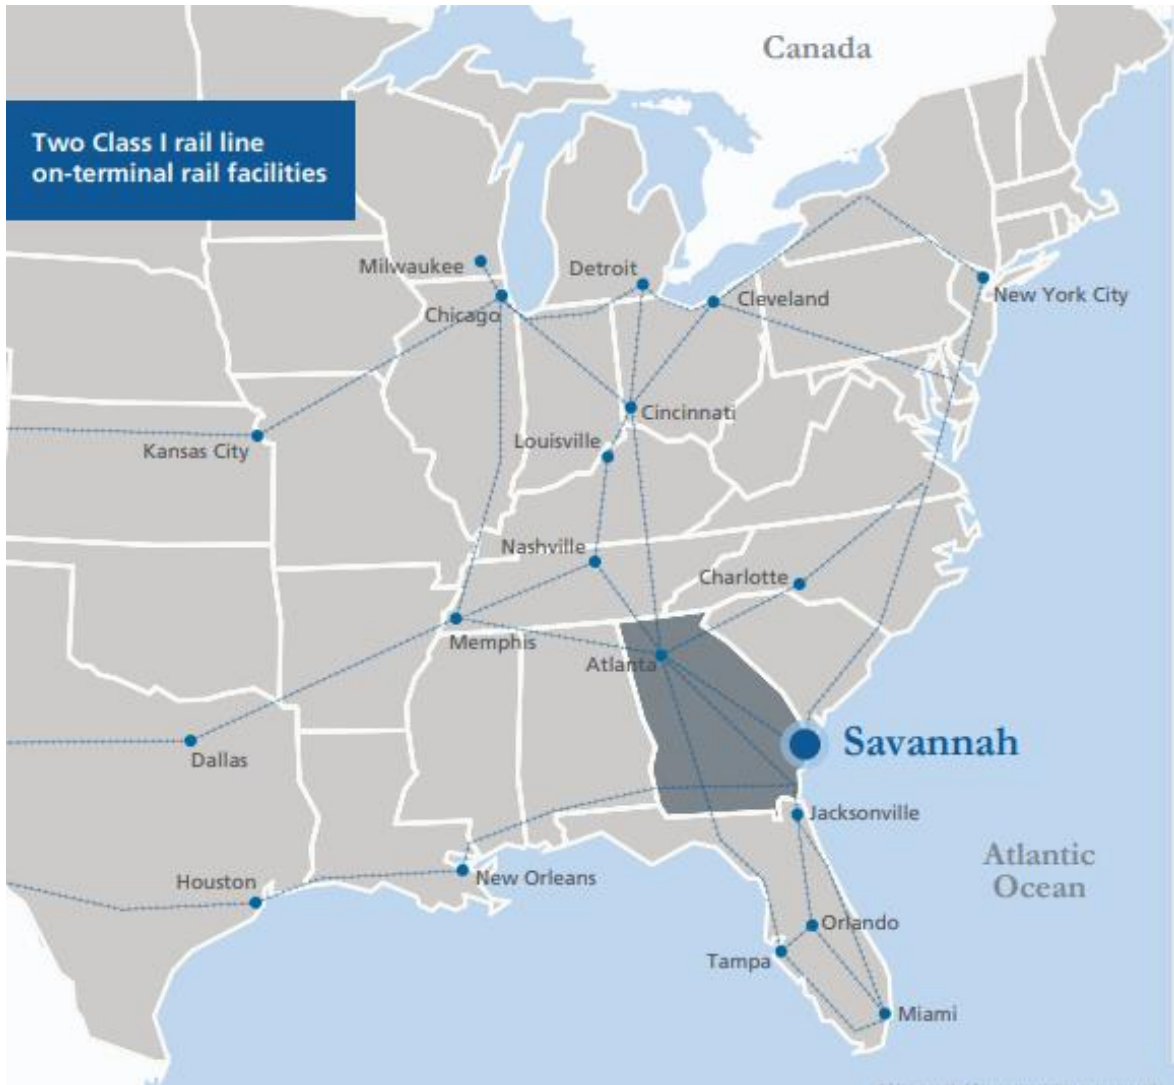 Canada
Two Class I rail line
on-terminal rail facilities
Milwaukee
Detroit
Chicago
Cleveland
New York City
Cincinnati
Kansas City
Louisville
Nashville
Charlotte
Memphis
Atlanta
Savannah
Dallas
Jacksonville
Atlantic
Ocean
Houston
New Orleans
Orlando
Tampa
Miami